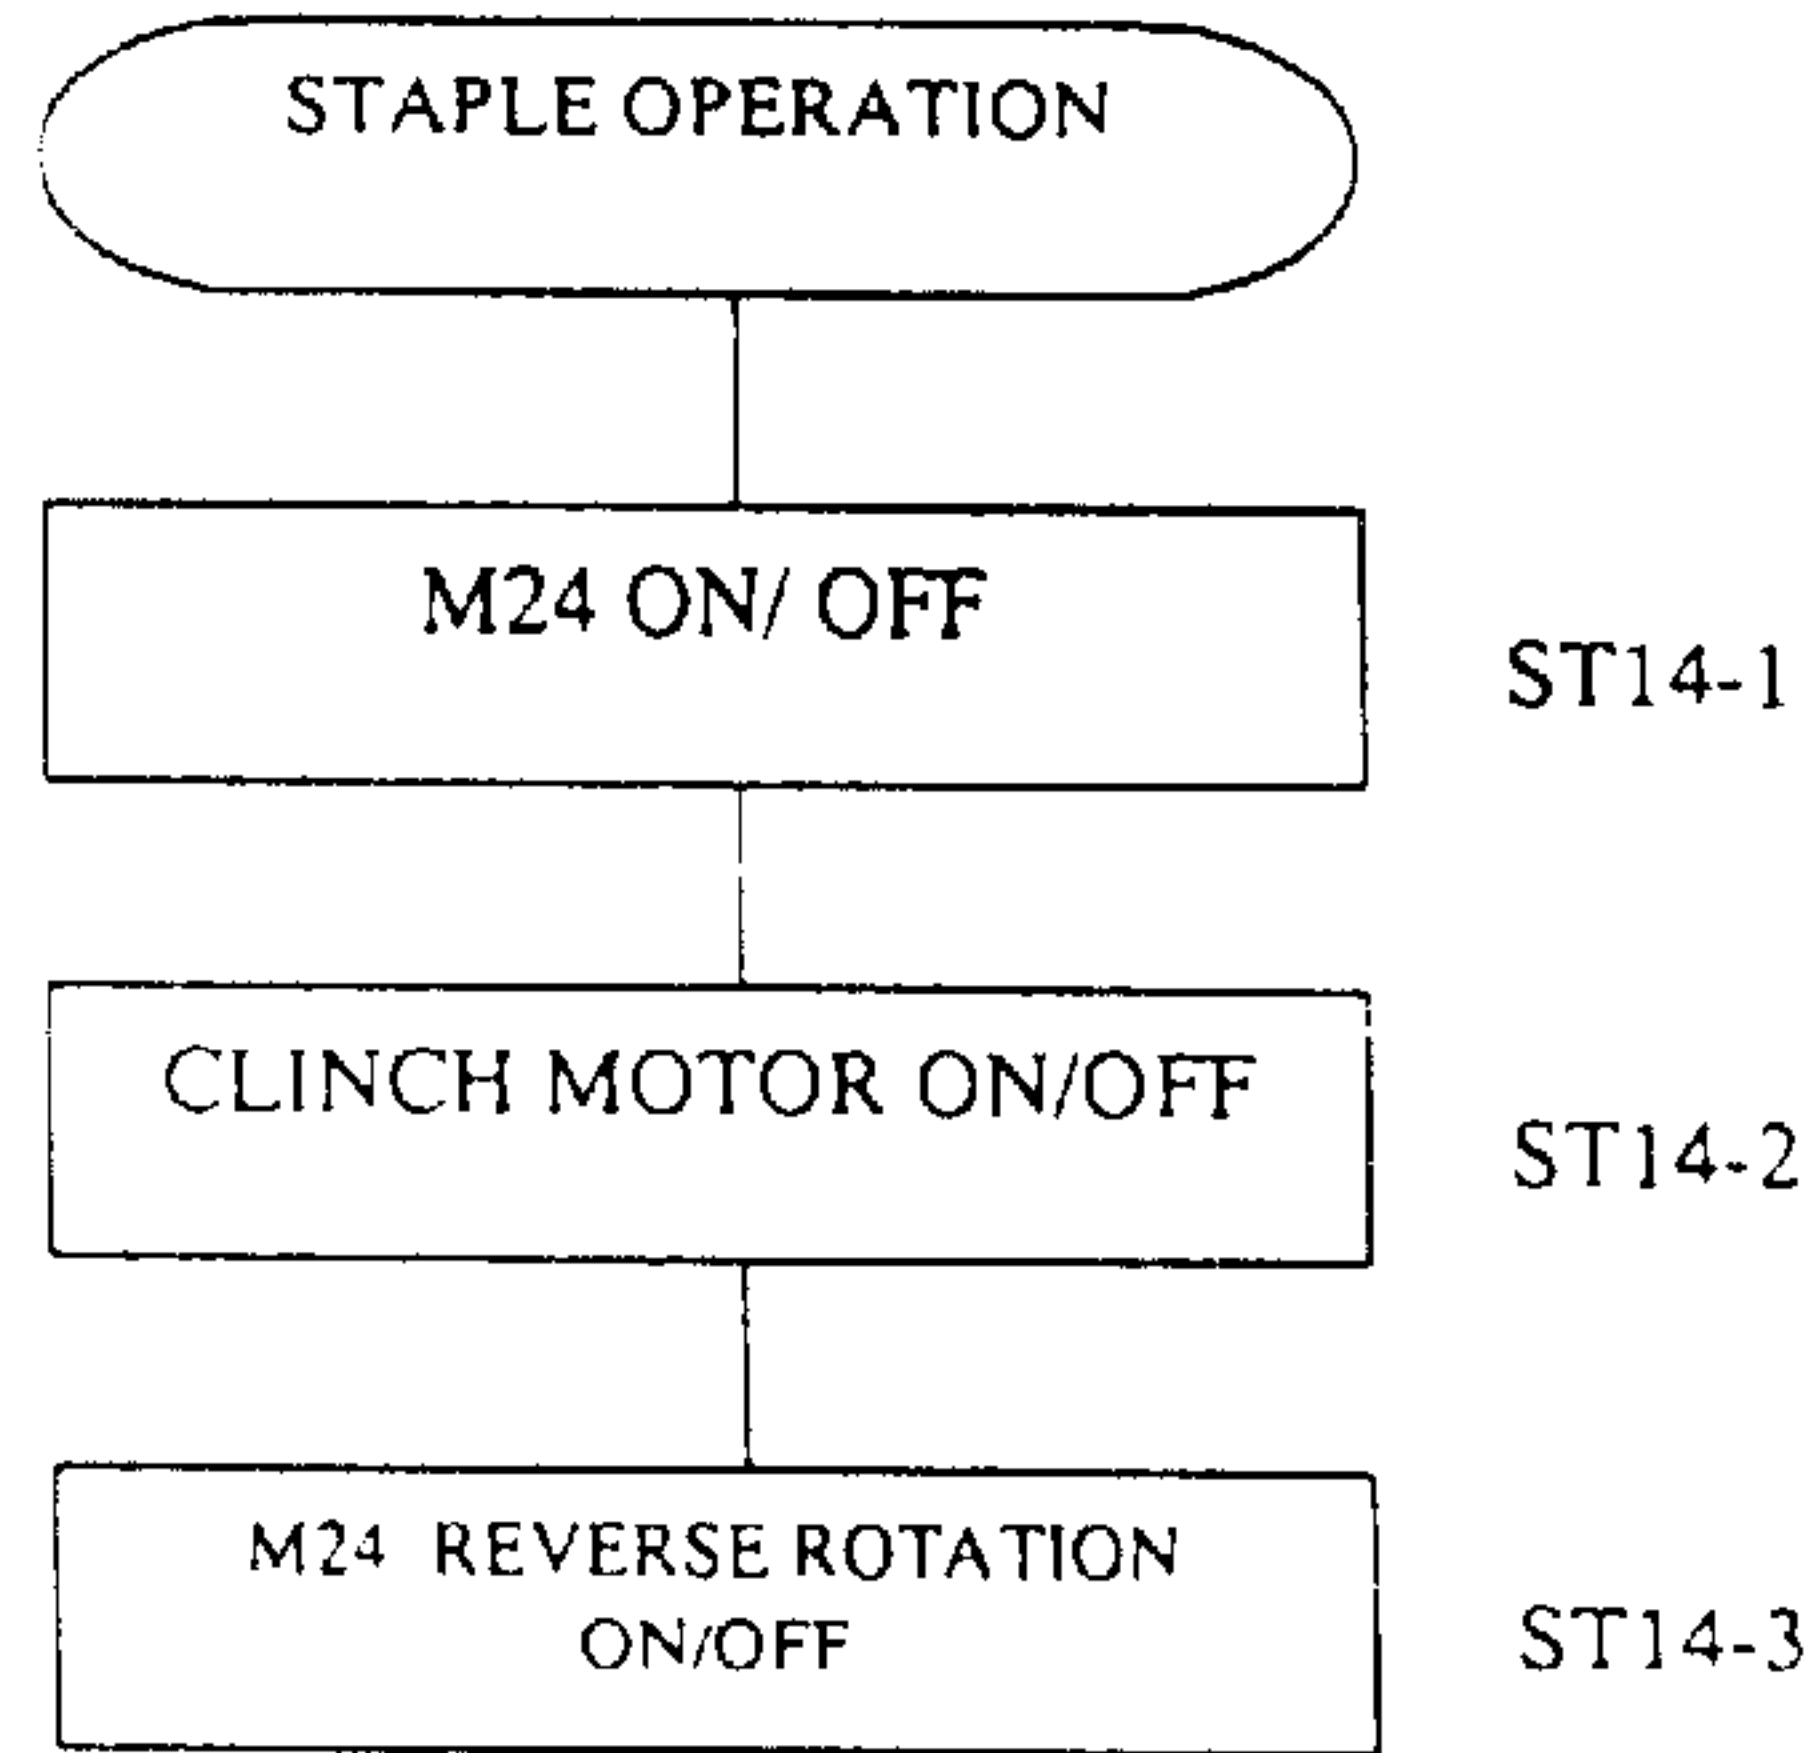 STAPLE OPERATION
M24 ON/ OFF
ST14-1
CLINCH MOTOR ON/OFF
ST14-2
M24 REVERSE ROTATION
ON/OFF
ST14-3